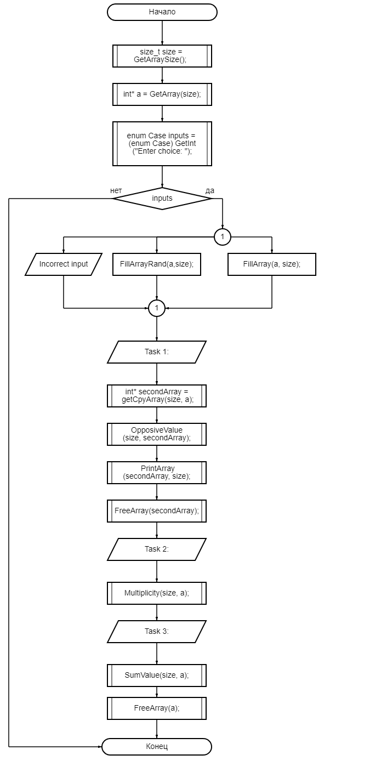 Начало
size_t size =
GetArraySize();
int* a = GetArray(size);
enum Case inputs =
(enum Case) GetInt
("Enter choice: ");
нет
да
inputs
1
Incorrect input
FillArrayRand(a,size);
FillArray(a, size);
1
Task 1:
int* secondArray =
getCpyArray(size, a);
OpposiveValue
(size, secondArray);
PrintArray
(secondArray, size);
FreeArray(secondArray);
Task 2:
Multiplicity(size, a);
Task 3:
SumValue(size, a);
FreeArray(a);
Конец